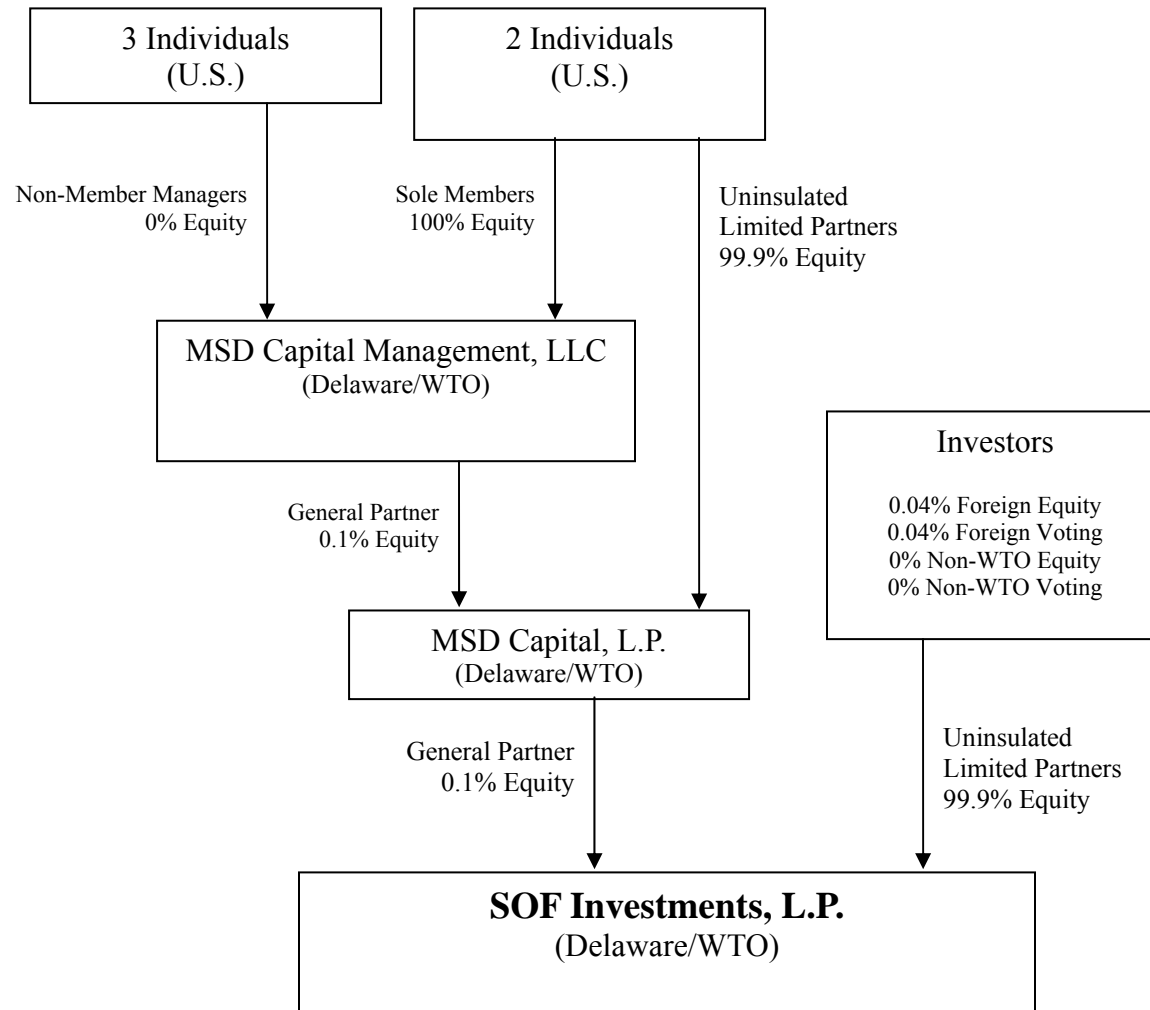 3 Individuals
(U.S.)
2 Individuals
(U.S.)
Non-Member Managers
0% Equity
Sole Members
100% Equity
Uninsulated
Limited Partners
99.9% Equity
MSD Capital Management, LLC
(Delaware/WTO)
Investors
0.04% Foreign Equity
0.04% Foreign Voting
0% Non-WTO Equity
0% Non-WTO Voting
General Partner
0.1% Equity
MSD Capital, L.P.
(Delaware/WTO)
General Partner
0.1% Equity
Uninsulated
Limited Partners
99.9% Equity
SOF Investments, L.P.
(Delaware/WTO)